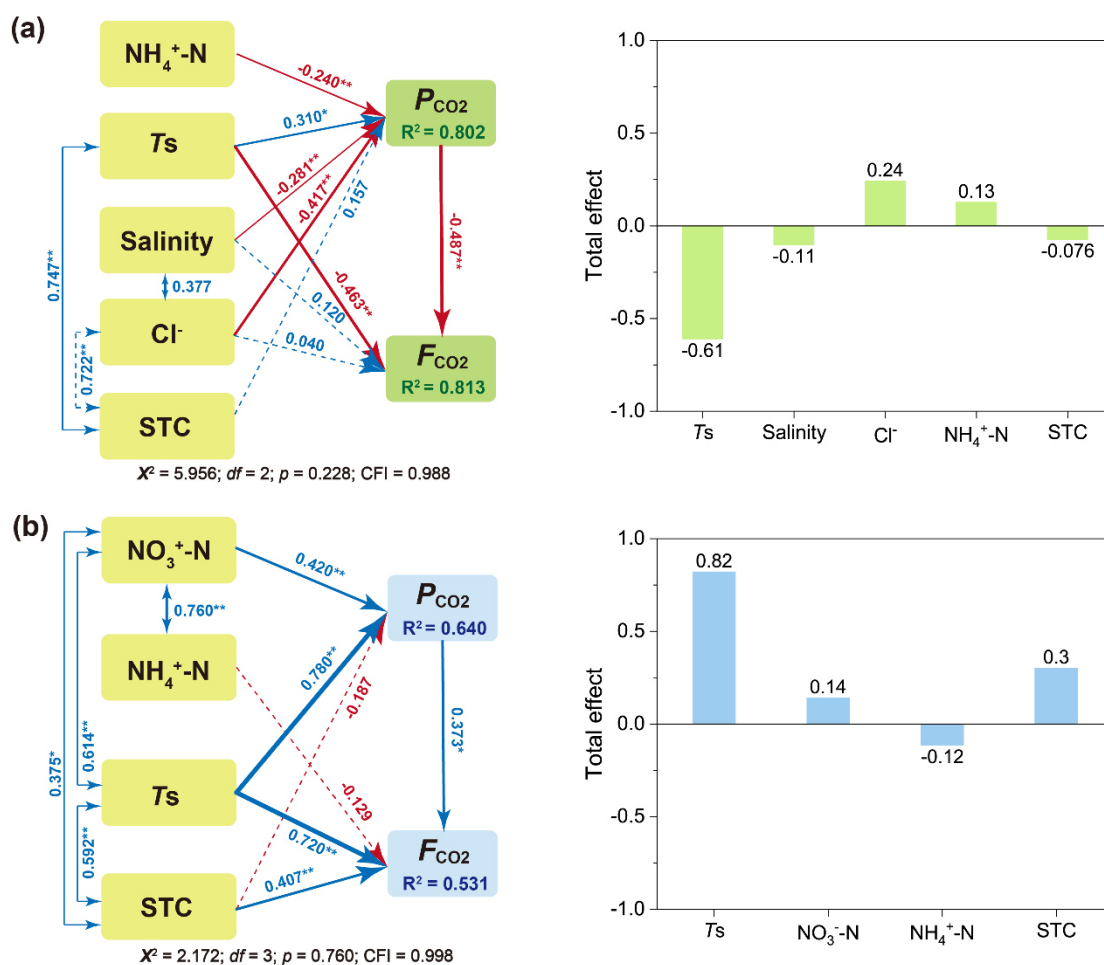 (a)
NH₄⁺-N
Ts
Salinity
Cl⁻
STC
0.747**
0.722**
0.377
-0.240**
0.310*
-0.281**
-0.417**
0.157
-0.463**
0.120
0.040
-0.487**
P CO2
R² = 0.802
F CO2
R² = 0.813
X² = 5.956; df = 2; p = 0.228; CFI = 0.988
Total effect
1.0
0.5
0.0
-0.5
-1.0
-0.61
-0.11
0.24
0.13
-0.076
Ts Salinity Cl⁻ NH₄⁺-N STC
(b)
NO₃⁺-N
NH₄⁺-N
Ts
STC
0.760**
0.375*
0.614**
0.592**
0.420**
0.780**
-0.187
-0.129
0.720**
0.407**
0.373*
P CO2
R² = 0.640
F CO2
R² = 0.531
X² = 2.172; df = 3; p = 0.760; CFI = 0.998
Total effect
1.0
0.5
0.0
-0.5
-1.0
0.82
0.14
-0.12
0.3
Ts NO₃⁻-N NH₄⁺-N STC